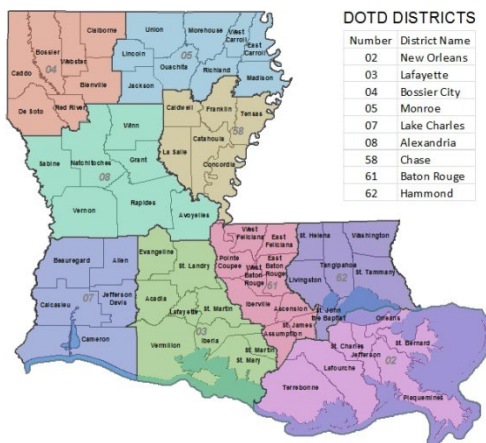 DOTD DISTRICTS
Number District Name
02 New Orleans
03 Lafayette
04 Bossier City
05 Monroe
07 Lake Charles
08 Alexandria
58 Chase
61 Baton Rouge
62 Hammond
Caddo
Bossier
Webster
Claiborne
Bienville
De Soto
Red River
04
Union
Morehouse
West Carroll
East Carroll
Lincoln
Ouachita
Richland
Madison
Jackson
05
Caldwell
Franklin
Tensas
Catahoula
La Salle
Concordia
58
Winn
Sabine
Natchitoches
Grant
Vernon
Rapides
Avoyelles
08
Beauregard
Allen
Calcasieu
Jefferson Davis
Cameron
07
Evangeline
St. Landry
Acadia
Lafayette
St. Martin
Vermilion
Iberia
St. Martin
St. Mary
03
West Feliciana
East Feliciana
Pointe Coupee
West Baton Rouge
East Baton Rouge
Iberville
Ascension
St. James
Assumption
61
St. Helena
Washington
Tangipahoa
Livingston
St. Tammany
St. John the Baptist
62
Orleans
St. Charles
Jefferson
St. Bernard
Lafourche
Terrebonne
Plaquemines
02